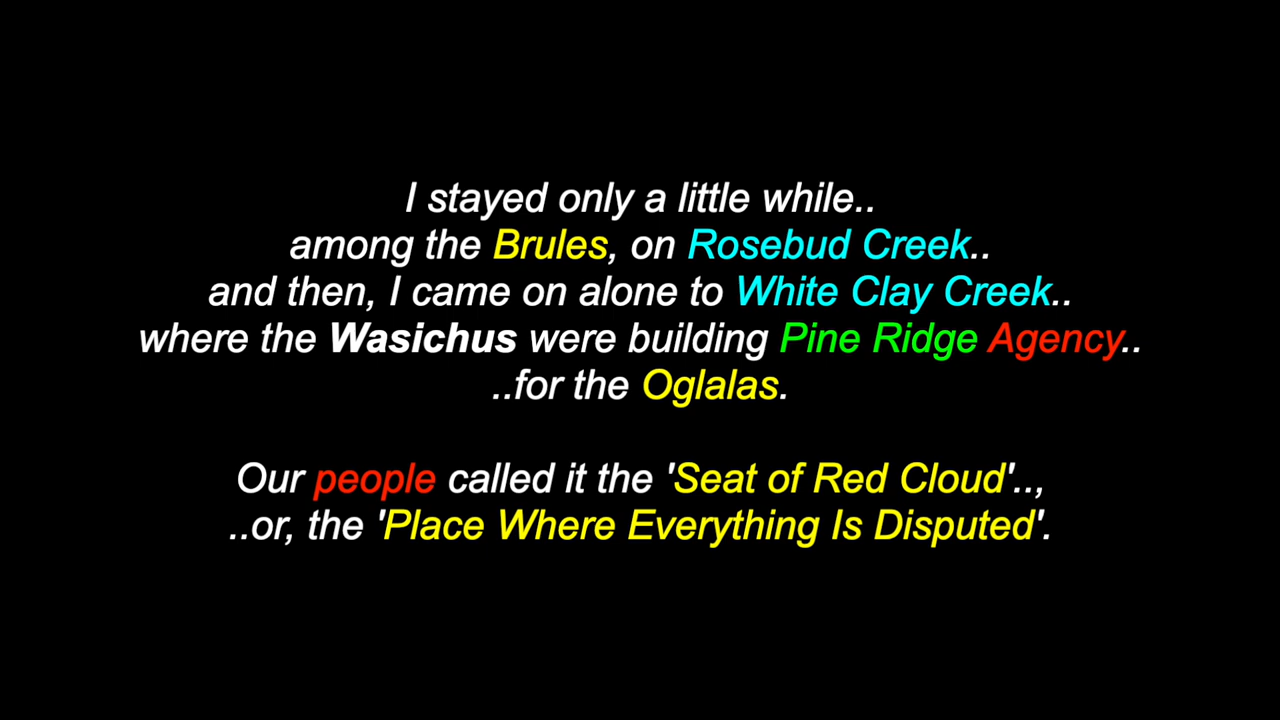 I stayed only a little while..
among the Brules, on Rosebud Creek..
and then, I came on alone to White Clay Creek..
where the Wasichus were building Pine Ridge Agency..
..for the Oglalas.
Our people called it the 'Seat of Red Cloud'..,
..or, the 'Place Where Everything Is Disputed'.